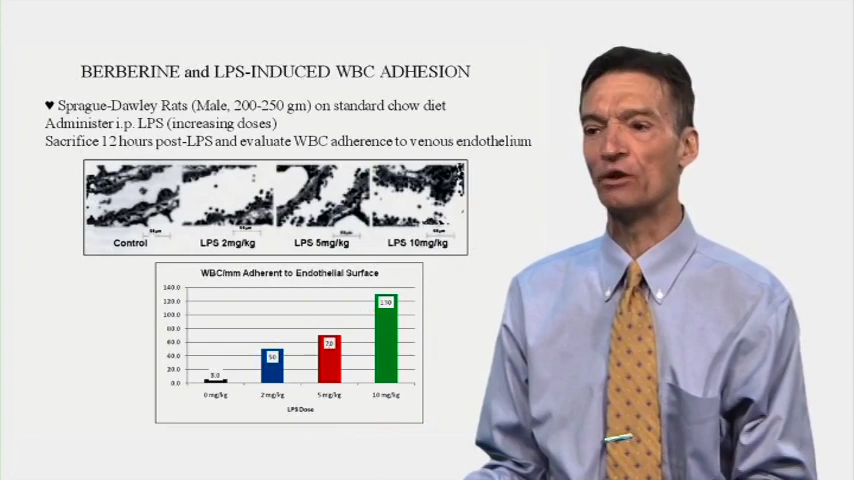 BERBERINE and LPS-INDUCED WBC ADHESION
♥ Sprague-Dawley Rats (Male, 200-250 gm) on standard chow diet
Administer i.p. LPS (increasing doses)
Sacrifice 12 hours post-LPS and evaluate WBC adherence to venous endothelium
Control LPS 2mg/kg LPS 5mg/kg LPS 10mg/kg
WBC/mm Adherent to Endothelial Surface
140.0
120.0
100.0
80.0
60.0
40.0
20.0
0.0
3.0
50
70
130
0 mg/kg 2 mg/kg 5 mg/kg 10 mg/kg
LPS Dose